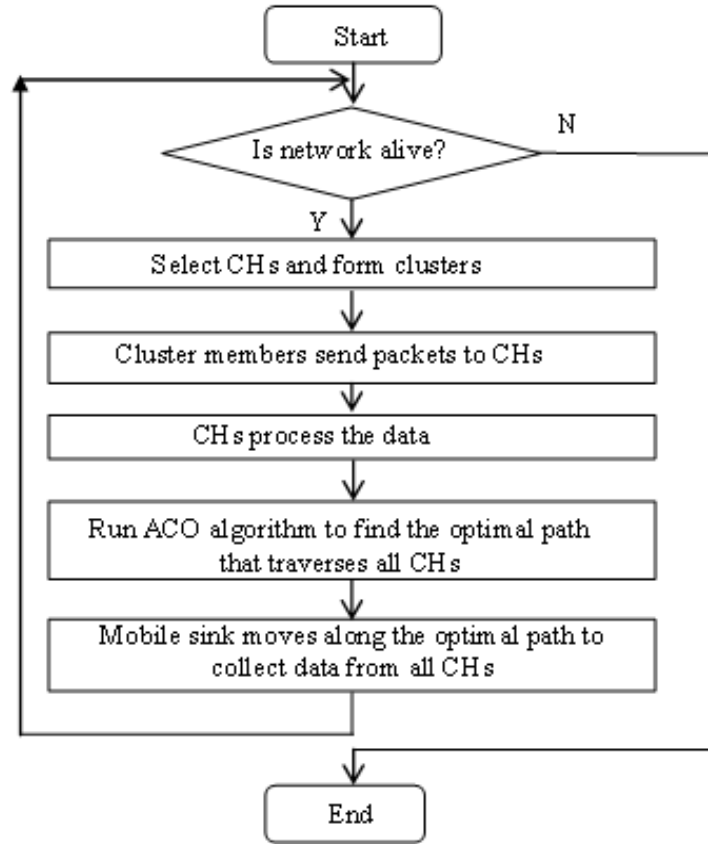 Start
Is network alive?
N
Y
Select CHs and form clusters
Cluster members send packets to CHs
CHs process the data
Run ACO algorithm to find the optimal path
that traverses all CHs
Mobile sink moves along the optimal path to
collect data from all CHs
End